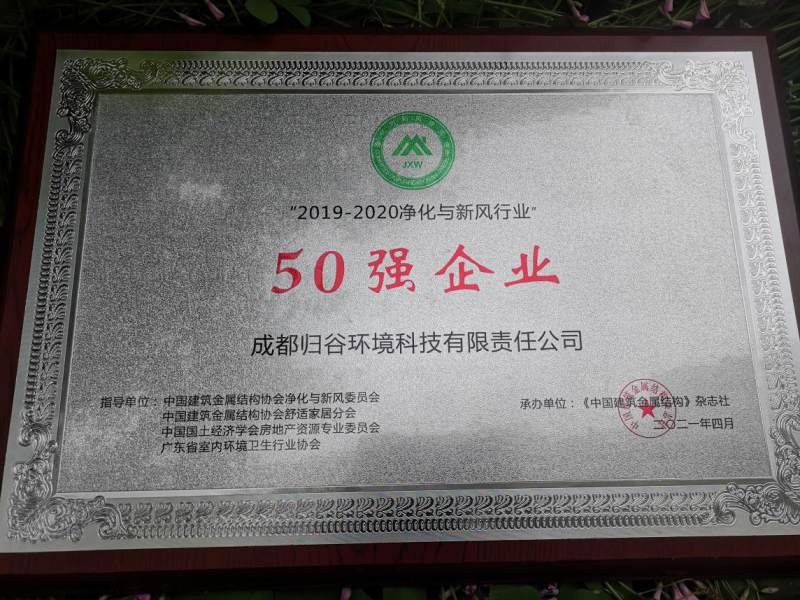 JXW
“2019-2020净化与新风行业”
50强企业
成都归谷环境科技有限责任公司
指导单位：中国建筑金属结构协会净化与新风委员会
中国建筑金属结构协会舒适家居分会
中国国土经济学会房地产资源专业委员会
广东省室内环境卫生行业协会
承办单位：《中国建筑金属结构》杂志社
二〇二一年四月